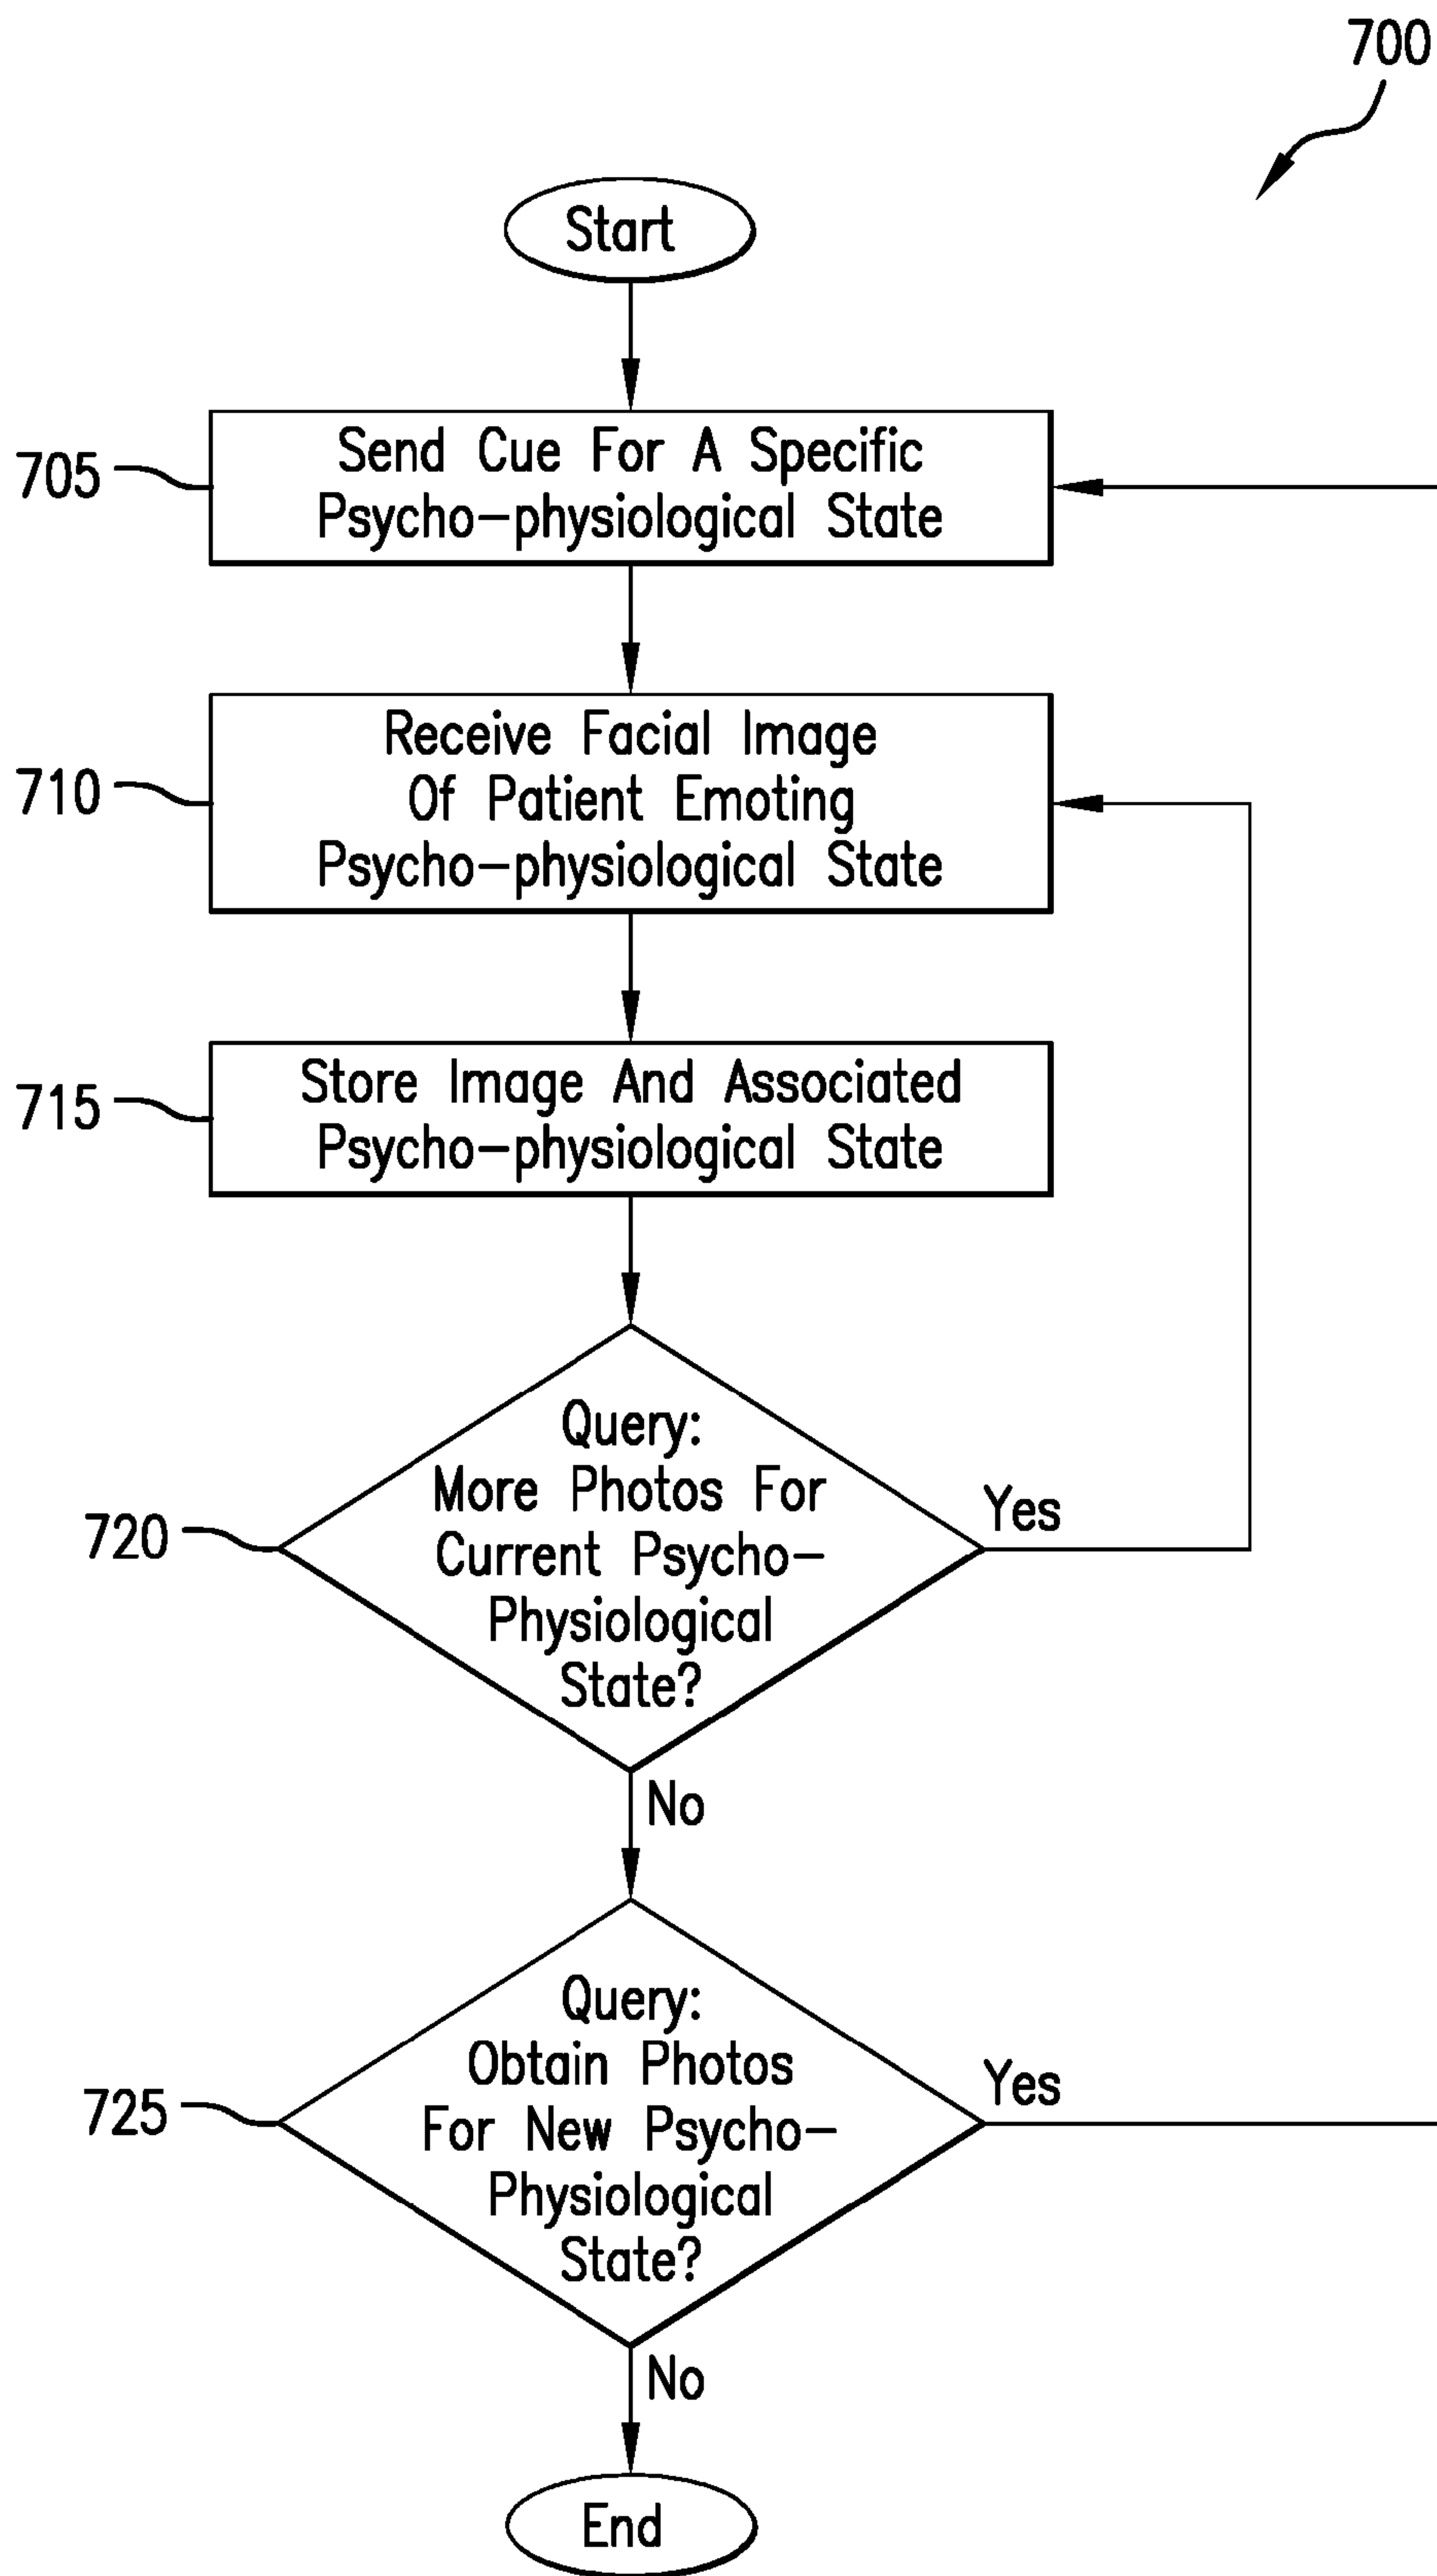 700
Start
705
Send Cue For A Specific
Psycho-physiological State
710
Receive Facial Image
Of Patient Emoting
Psycho-physiological State
715
Store Image And Associated
Psycho-physiological State
720
Query:
More Photos For
Current Psycho-
Physiological
State?
Yes
No
725
Query:
Obtain Photos
For New Psycho-
Physiological
State?
Yes
No
End